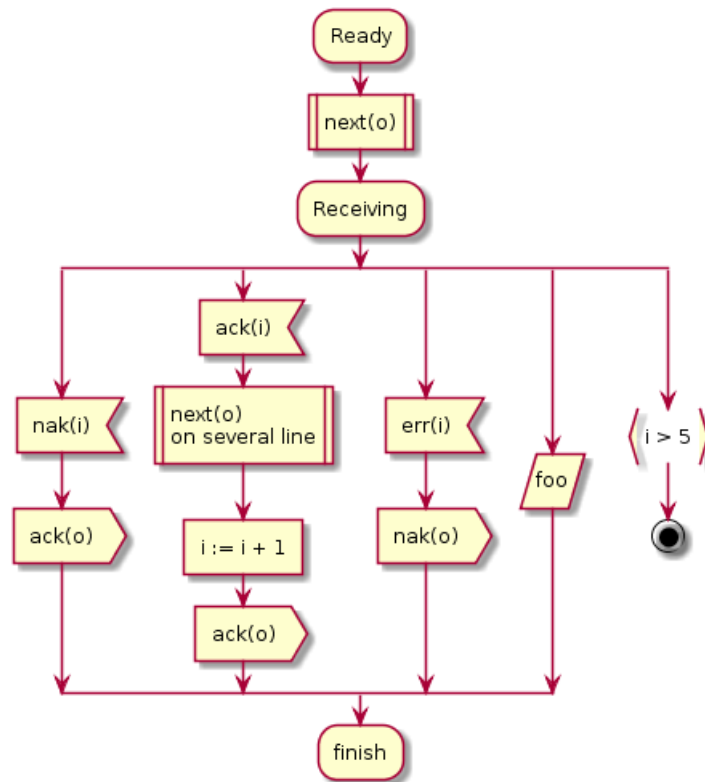 Ready
next(o)
Receiving
nak(i)
ack(o)
ack(i)
next(o)
on several line
i := i + 1
ack(o)
err(i)
nak(o)
foo
i > 5
finish